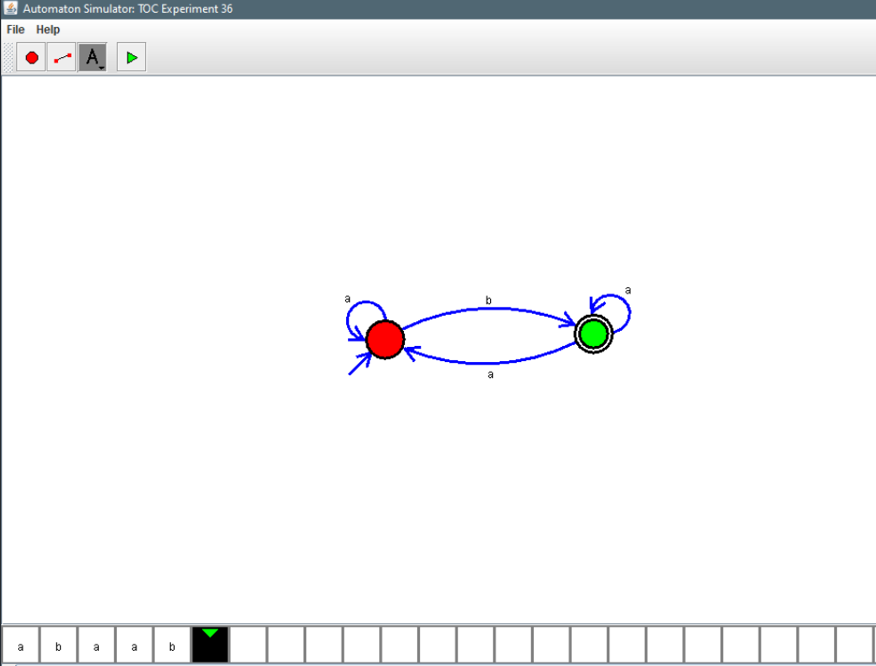 Automaton Simulator: TOC Experiment 36
File Help
A
a b a
a
a b a a b